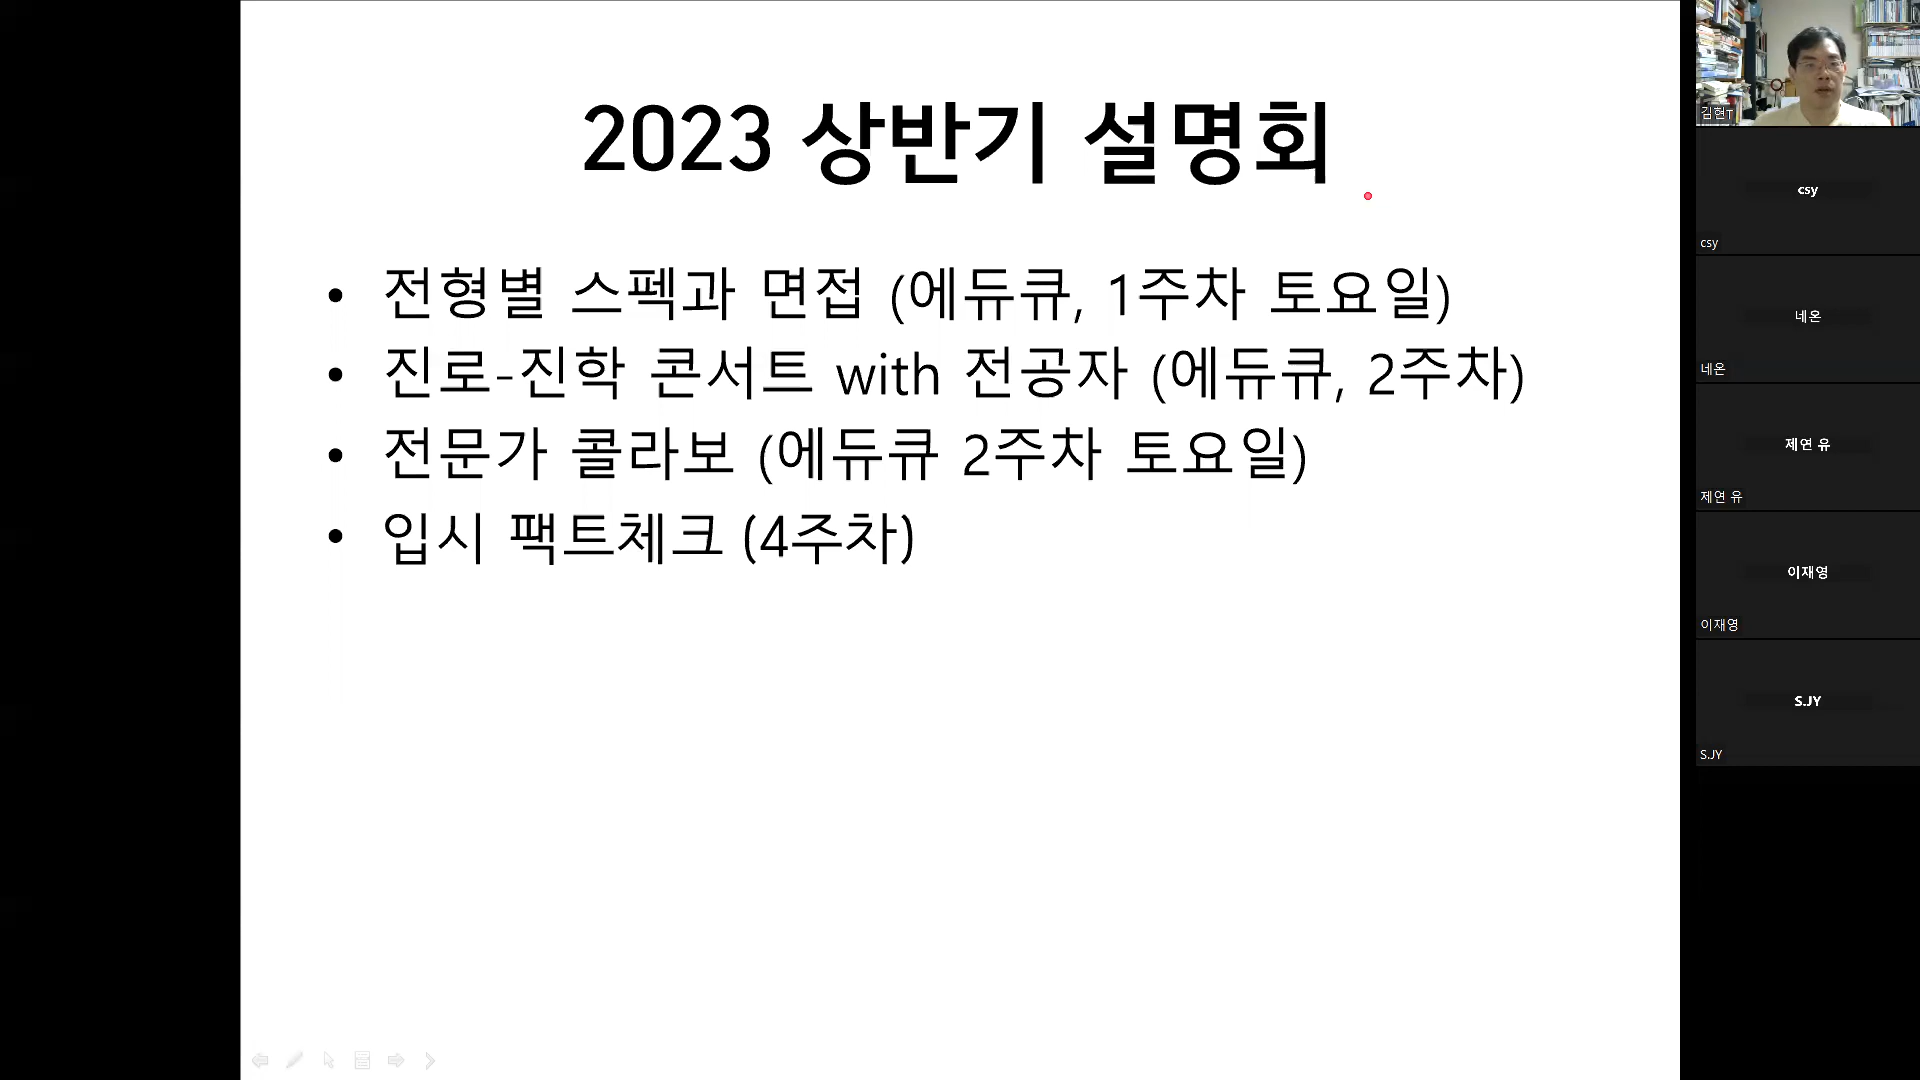 2023 상반기 설명회
• 전형별 스펙과 면접 (에듀큐, 1주차 토요일)
• 진로-진학 콘서트 with 전공자 (에듀큐, 2주차)
• 전문가 콜라보 (에듀큐 2주차 토요일)
• 입시 팩트체크 (4주차)
김현T
csy
csy
네온
네온
제연 유
제연 유
이재영
이재영
S.JY
S.JY